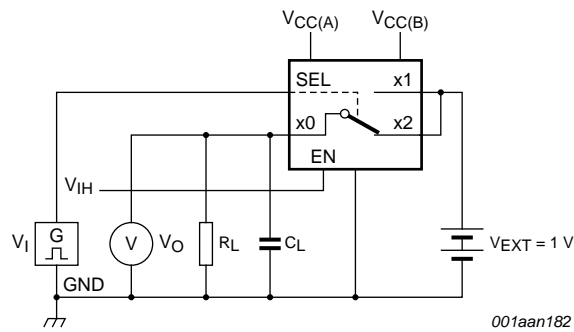 VCC(A) VCC(B)
SEL x1
x0 x2
EN
VIH
VI G V VO RL CL VEXT = 1 V
GND
001aan182